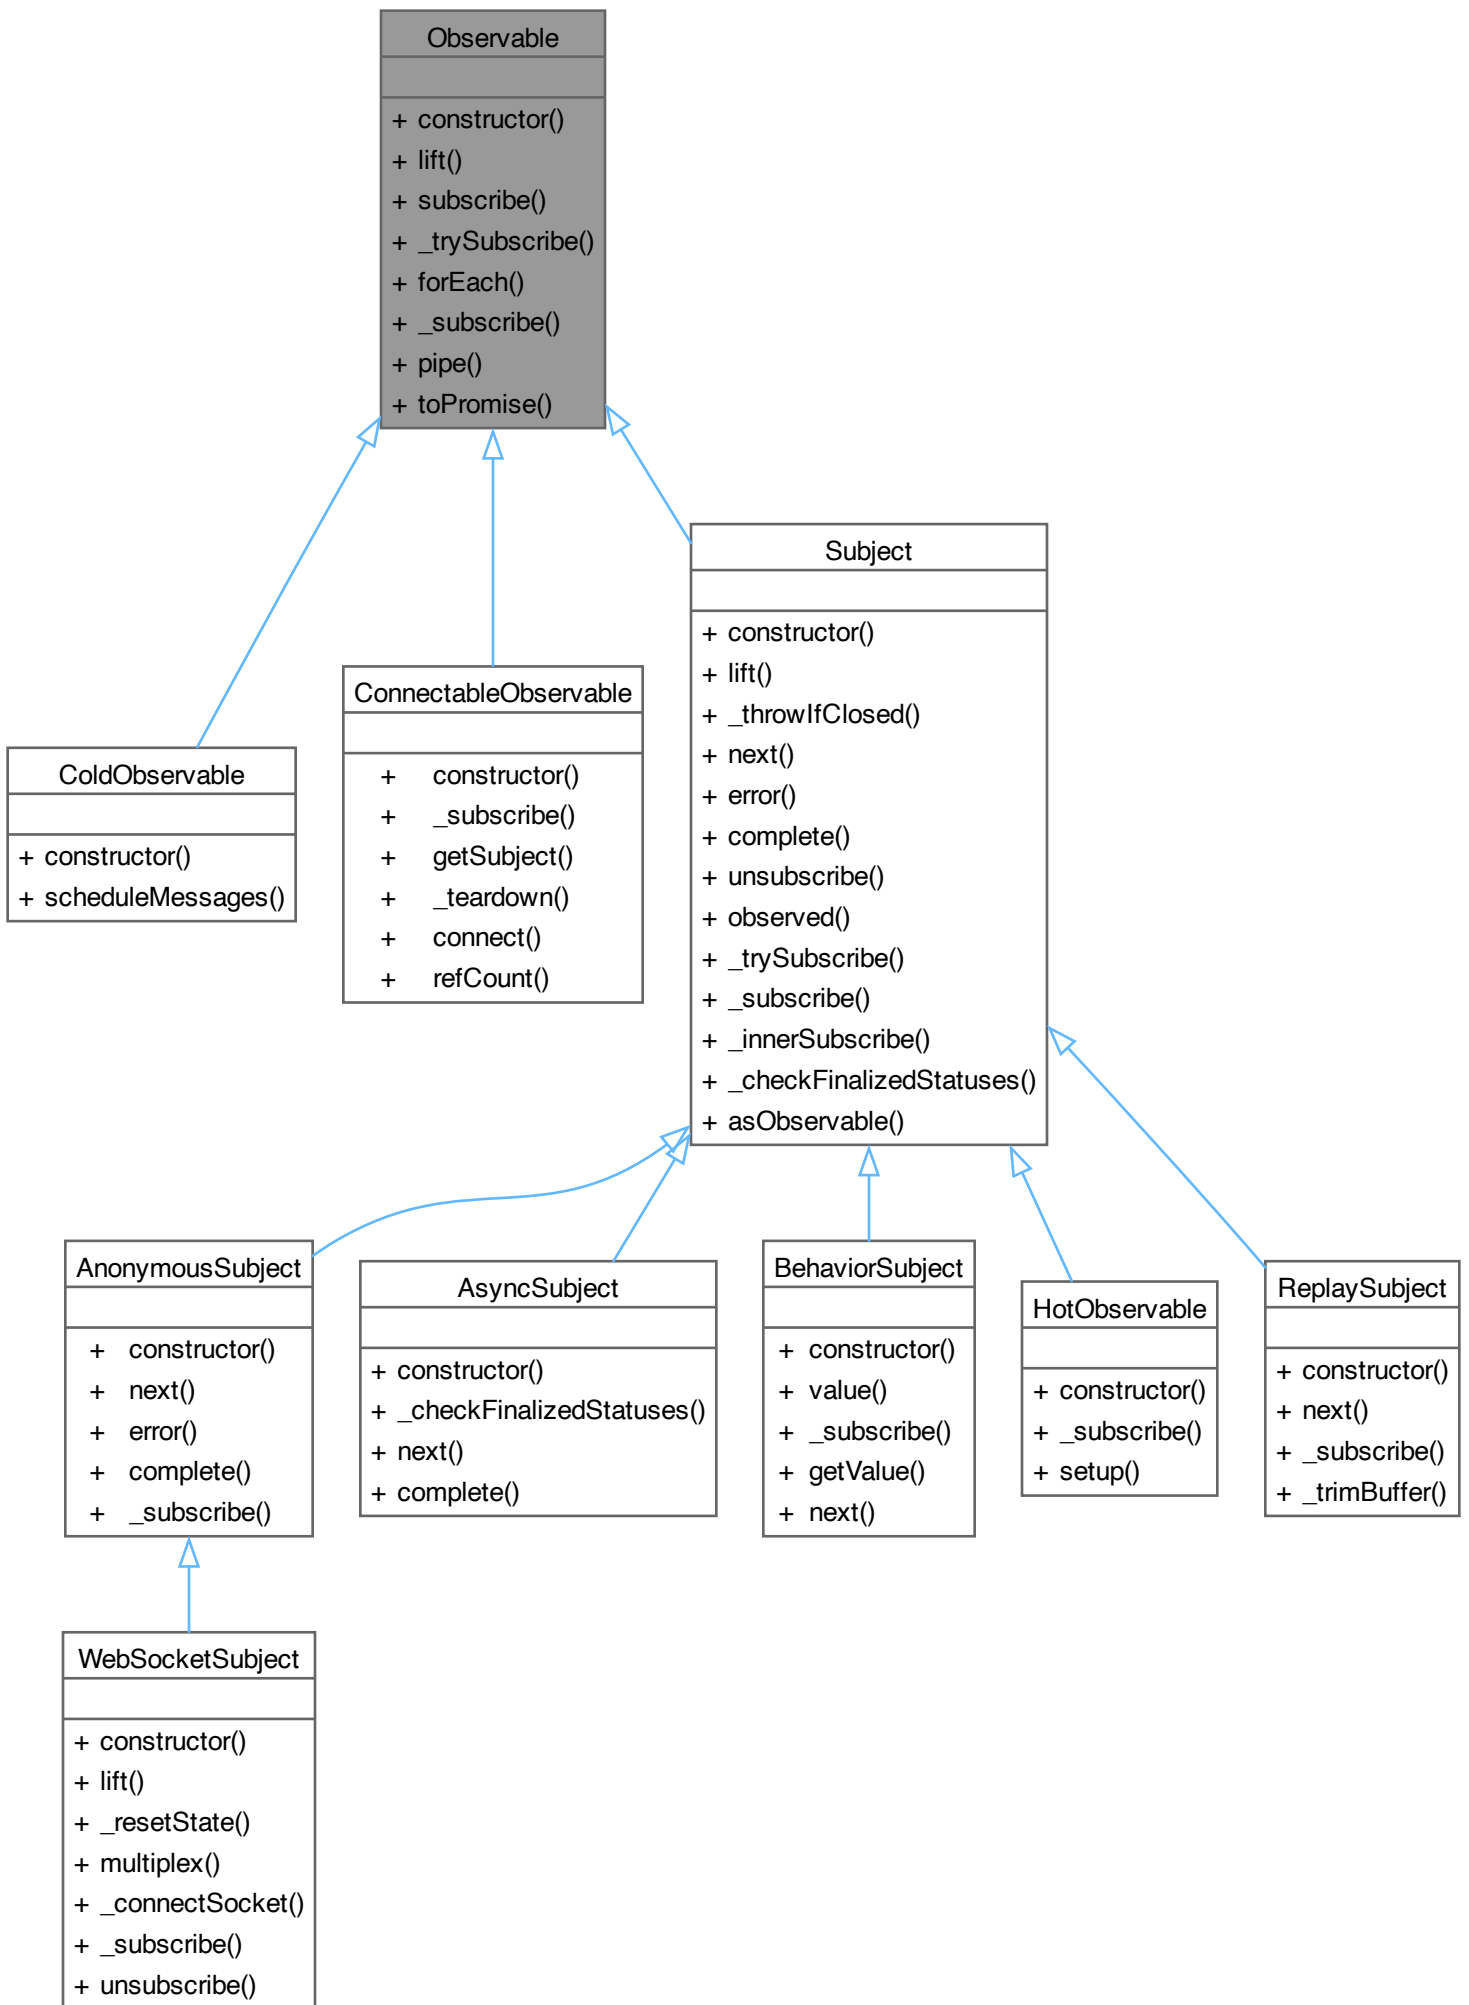 Observable
+ constructor()
+ lift()
+ subscribe()
+ _trySubscribe()
+ forEach()
+ _subscribe()
+ pipe()
+ toPromise()
Subject
+ constructor()
+ lift()
+ _throwIfClosed()
+ next()
+ error()
+ complete()
+ unsubscribe()
+ observed()
+ _trySubscribe()
+ _subscribe()
+ _innerSubscribe()
+ _checkFinalizedStatuses()
+ asObservable()
ConnectableObservable
+ constructor()
+ _subscribe()
+ getSubject()
+ _teardown()
+ connect()
+ refCount()
ColdObservable
+ constructor()
+ scheduleMessages()
AnonymousSubject
+ constructor()
+ next()
+ error()
+ complete()
+ _subscribe()
AsyncSubject
+ constructor()
+ _checkFinalizedStatuses()
+ next()
+ complete()
BehaviorSubject
+ constructor()
+ value()
+ _subscribe()
+ getValue()
+ next()
HotObservable
+ constructor()
+ _subscribe()
+ setup()
ReplaySubject
+ constructor()
+ next()
+ _subscribe()
+ _trimBuffer()
WebSocketSubject
+ constructor()
+ lift()
+ _resetState()
+ multiplex()
+ _connectSocket()
+ _subscribe()
+ unsubscribe()